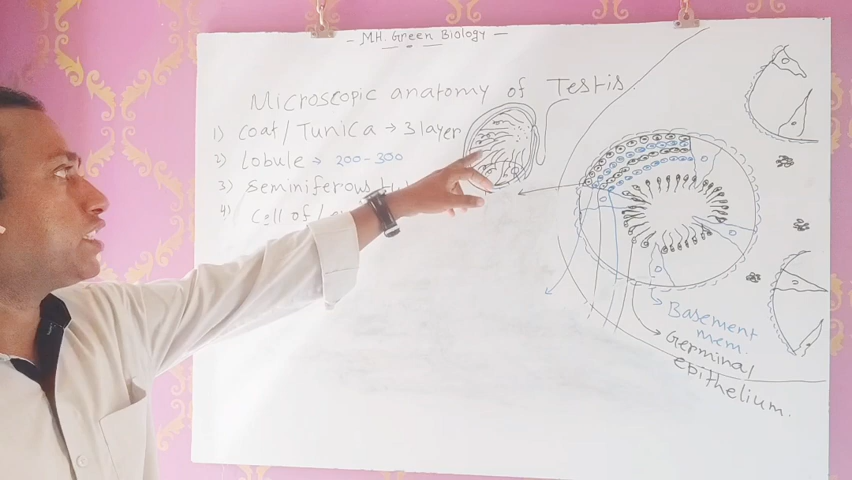 - MH. Green Biology -
Microscopic anatomy of Testis.
1) Coat / Tunica → 3 layer
2) Lobule → 200-300
3) Seminiferous
4) Cell of
Basement
mem.
Germinal
epithelium.